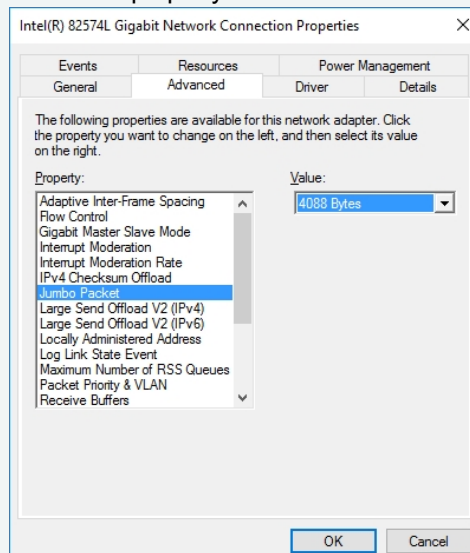 Intel(R) 82574L Gigabit Network Connection Properties
Events Resources Power Management
General Advanced Driver Details
The following properties are available for this network adapter. Click
the property you want to change on the left, and then select its value
on the right.
Property: Value:
Adaptive Inter-Frame Spacing 4088 Bytes
Flow Control
Gigabit Master Slave Mode
Interrupt Moderation
Interrupt Moderation Rate
IPv4 Checksum Offload
Jumbo Packet
Large Send Offload V2 (IPv4)
Large Send Offload V2 (IPv6)
Locally Administered Address
Log Link State Event
Maximum Number of RSS Queues
Packet Priority & VLAN
Receive Buffers
OK Cancel